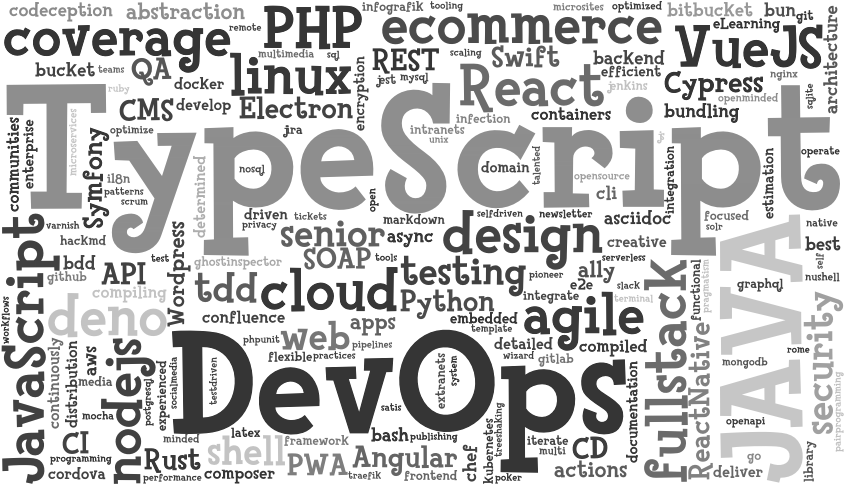 codeception
abstraction
infografik
tooling
microsites
optimized
bitbucket
bun
git
coverage
remote
PHP
ecommerce
eLearning
VueJS
architecture
multimedia
sql
REST
scaling
Swift
backend
bucket
teams
QA
linux
jest
mysql
React
efficient
jenkins
Cypress
nginx
docker
ruby
encryption
openminded
sqlite
CMS
develop
Electron
containers
bundling
infection
TypeScript
communities
enterprise
microservices
optimize
jra
intranets
unix
Symfony
nosql
domain
talented
opensource
integration
estimation
operate
i18n
patterns
scrum
determined
open
cli
driven
tickets
privacy
markdown
selfdriven
newsletter
asciidoc
focused
solr
native
JavaScript
varnish
hackmd
Wordpress
senior
async
design
creative
JAVA
best
ghostinspector
SOAP
tools
test
bdd
github
API
testing
pioneer
serverless
ally
self
nushell
compiling
tdd
cloud
Python
e2e
slack
fullstack
functional
pragmatism
graphql
deno
integrate
terminal
confluence
apps
embedded
template
agile
workflows
phpunit
web
pipelines
detailed
compiled
security
continuously
distribution
aws
nodejs
flexible
practices
wizard
gitlab
ReactNative
rome
mongodb
DevOps
media
experienced
socialmedia
testdriven
extranets
system
documentation
pairprogramming
postgresql
mocha
satis
openapi
CI
minded
latex
bash
publishing
kubernetes
treeshaking
iterate
multi
CD
programming
Rust
shell
framework
Angular
chef
go
library
cordova
performance
composer
PWA
traefik
frontend
poker
actions
deliver